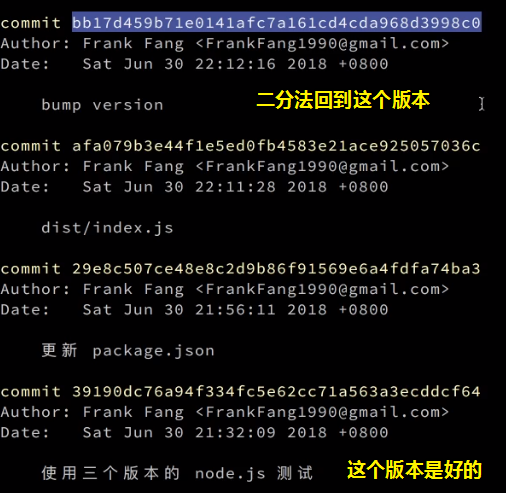 commit bb17d459b71e0141afc7a161cd4cda968d3998c0
Author: Frank Fang <FrankFang1990@gmail.com>
Date:   Sat Jun 30 22:12:16 2018 +0800
bump version 二分法回到这个版本
commit afa079b3e44f1e5ed0fb4583e21ace925057036c
Author: Frank Fang <FrankFang1990@gmail.com>
Date:   Sat Jun 30 22:11:28 2018 +0800
dist/index.js
commit 29e8c507ce48e8c2d9b86f91569e6a4fdfa74ba3
Author: Frank Fang <FrankFang1990@gmail.com>
Date:   Sat Jun 30 21:56:11 2018 +0800
更新 package.json
commit 39190dc76a94f334fc5e62cc71a563a3ecddcf64
Author: Frank Fang <FrankFang1990@gmail.com>
Date:   Sat Jun 30 21:32:09 2018 +0800
使用三个版本的 node.js 测试 这个版本是好的